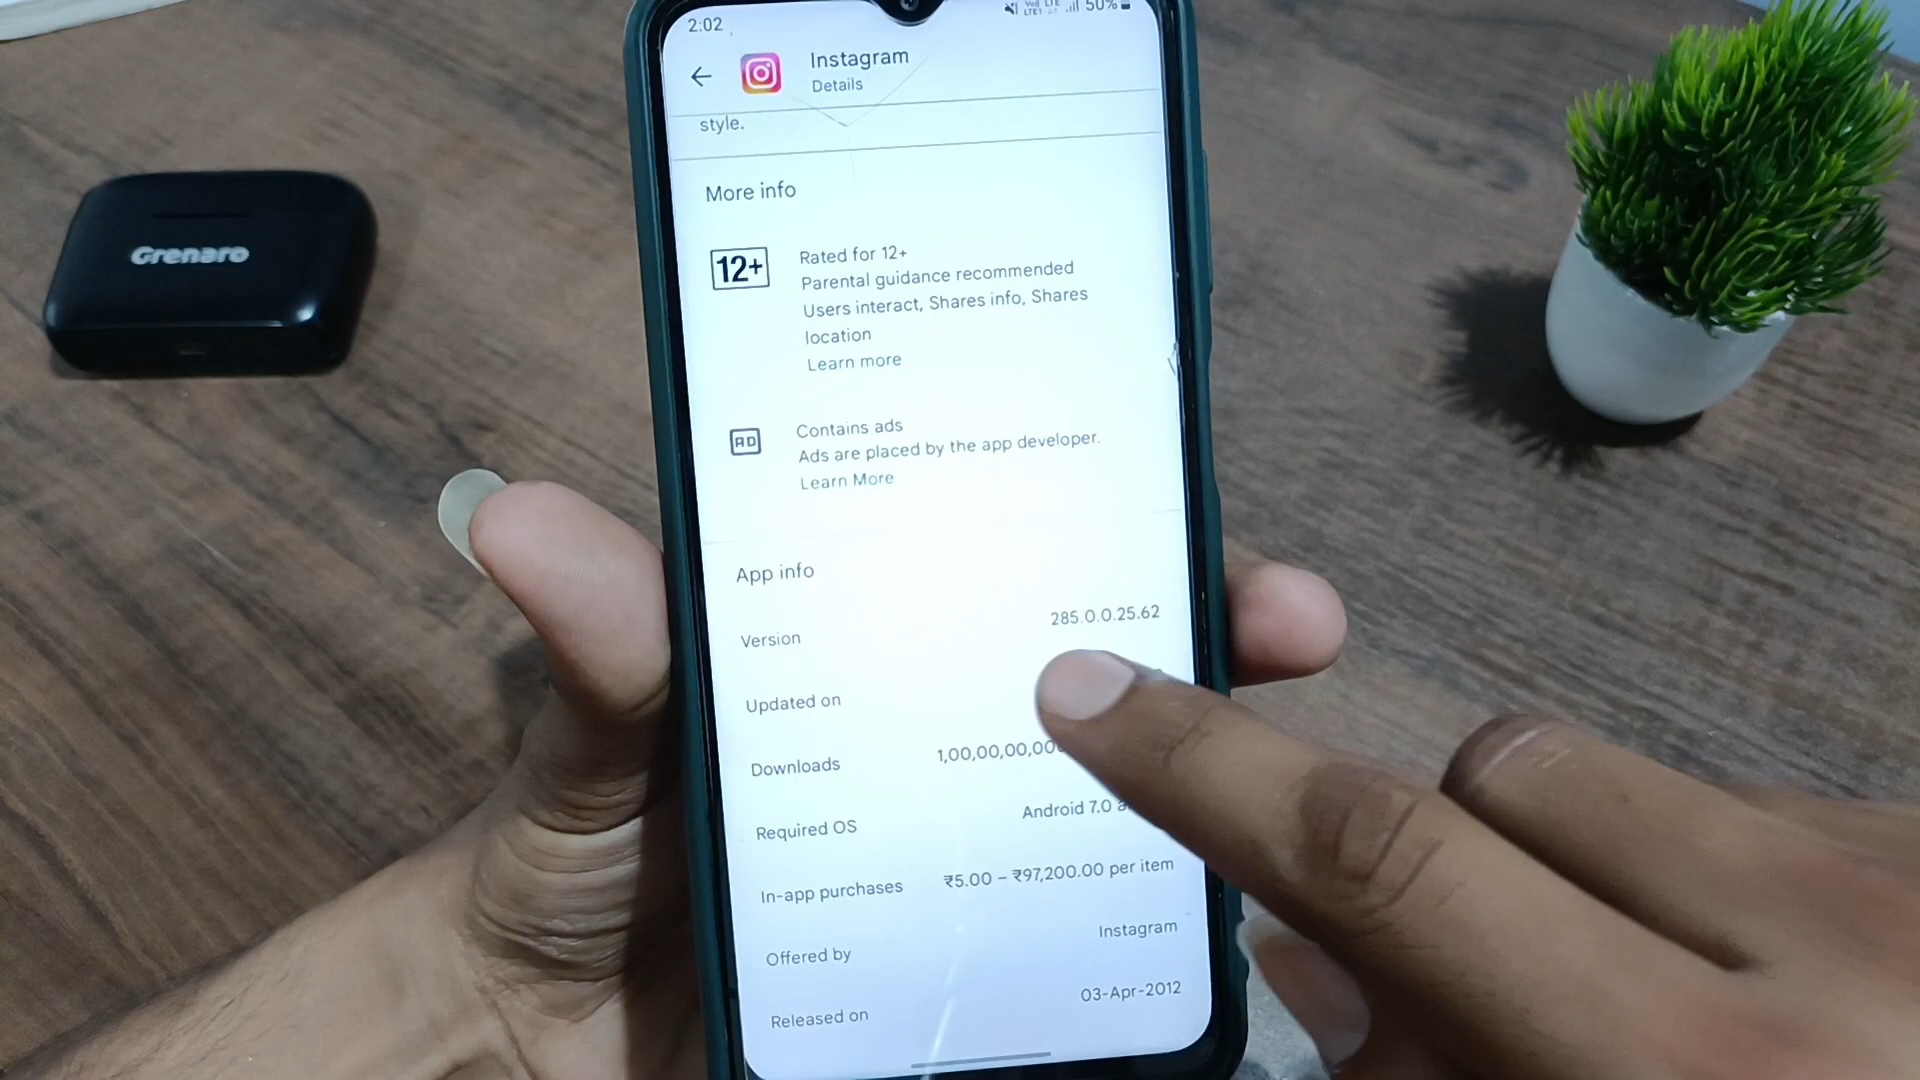 2:02
50%
Instagram
Details
style.
Grenaro
More info
12+
Rated for 12+
Parental guidance recommended
Users interact, Shares info, Shares
location
Learn more
AD
Contains ads
Ads are placed by the app developer.
Learn More
App info
Version 285.0.0.25.62
Updated on
Downloads 1,00,00,00,00
Required OS Android 7.0
In-app purchases ₹5.00 – ₹97,200.00 per item
Offered by Instagram
Released on 03-Apr-2012